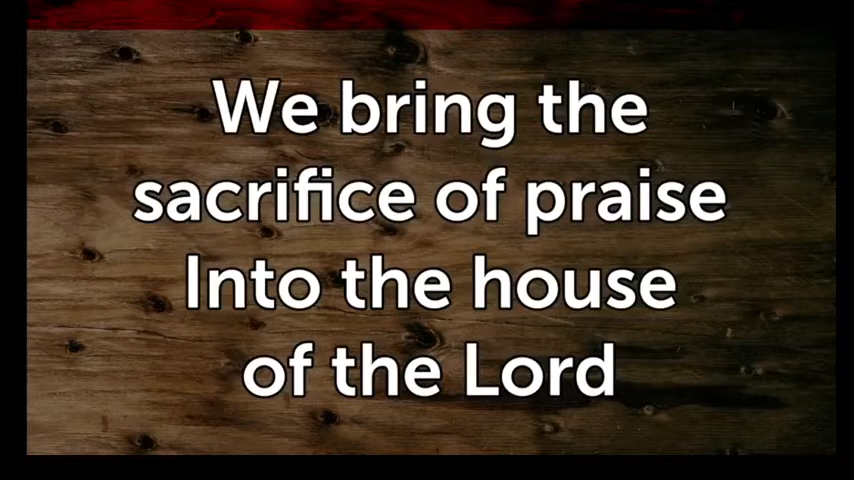 We bring the
sacrifice of praise
Into the house
of the Lord